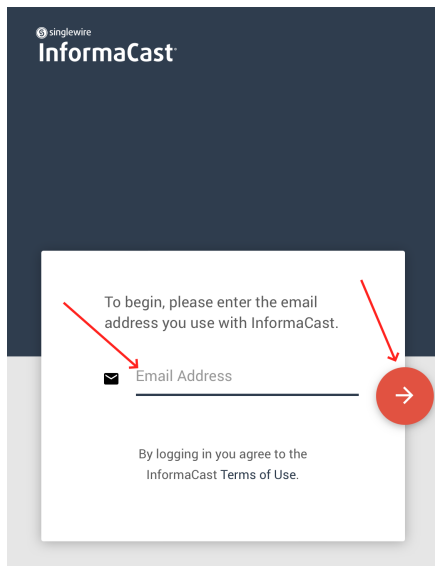 singlewire
InformaCast
To begin, please enter the email
address you use with InformaCast.
Email Address
By logging in you agree to the
InformaCast Terms of Use.